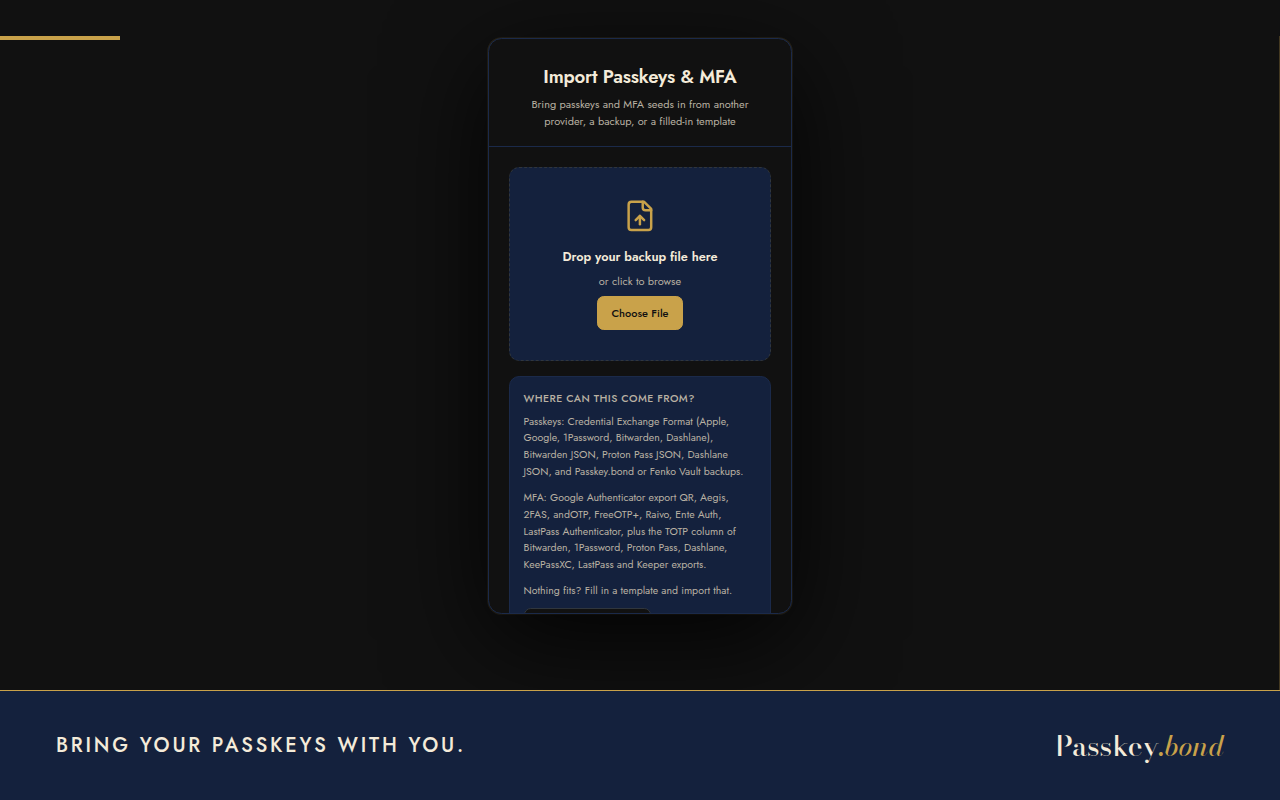 Import Passkeys & MFA
Bring passkeys and MFA seeds in from another
provider, a backup, or a filled-in template
Drop your backup file here
or click to browse
Choose File
WHERE CAN THIS COME FROM?
Passkeys: Credential Exchange Format (Apple,
Google, 1Password, Bitwarden, Dashlane),
Bitwarden JSON, Proton Pass JSON, Dashlane
JSON, and Passkey.bond or Fenko Vault backups.
MFA: Google Authenticator export QR, Aegis,
2FAS, andOTP, FreeOTP+, Raivo, Ente Auth,
LastPass Authenticator, plus the TOTP column of
Bitwarden, 1Password, Proton Pass, Dashlane,
KeePassXC, LastPass and Keeper exports.
Nothing fits? Fill in a template and import that.
BRING YOUR PASSKEYS WITH YOU.
Passkey.bond